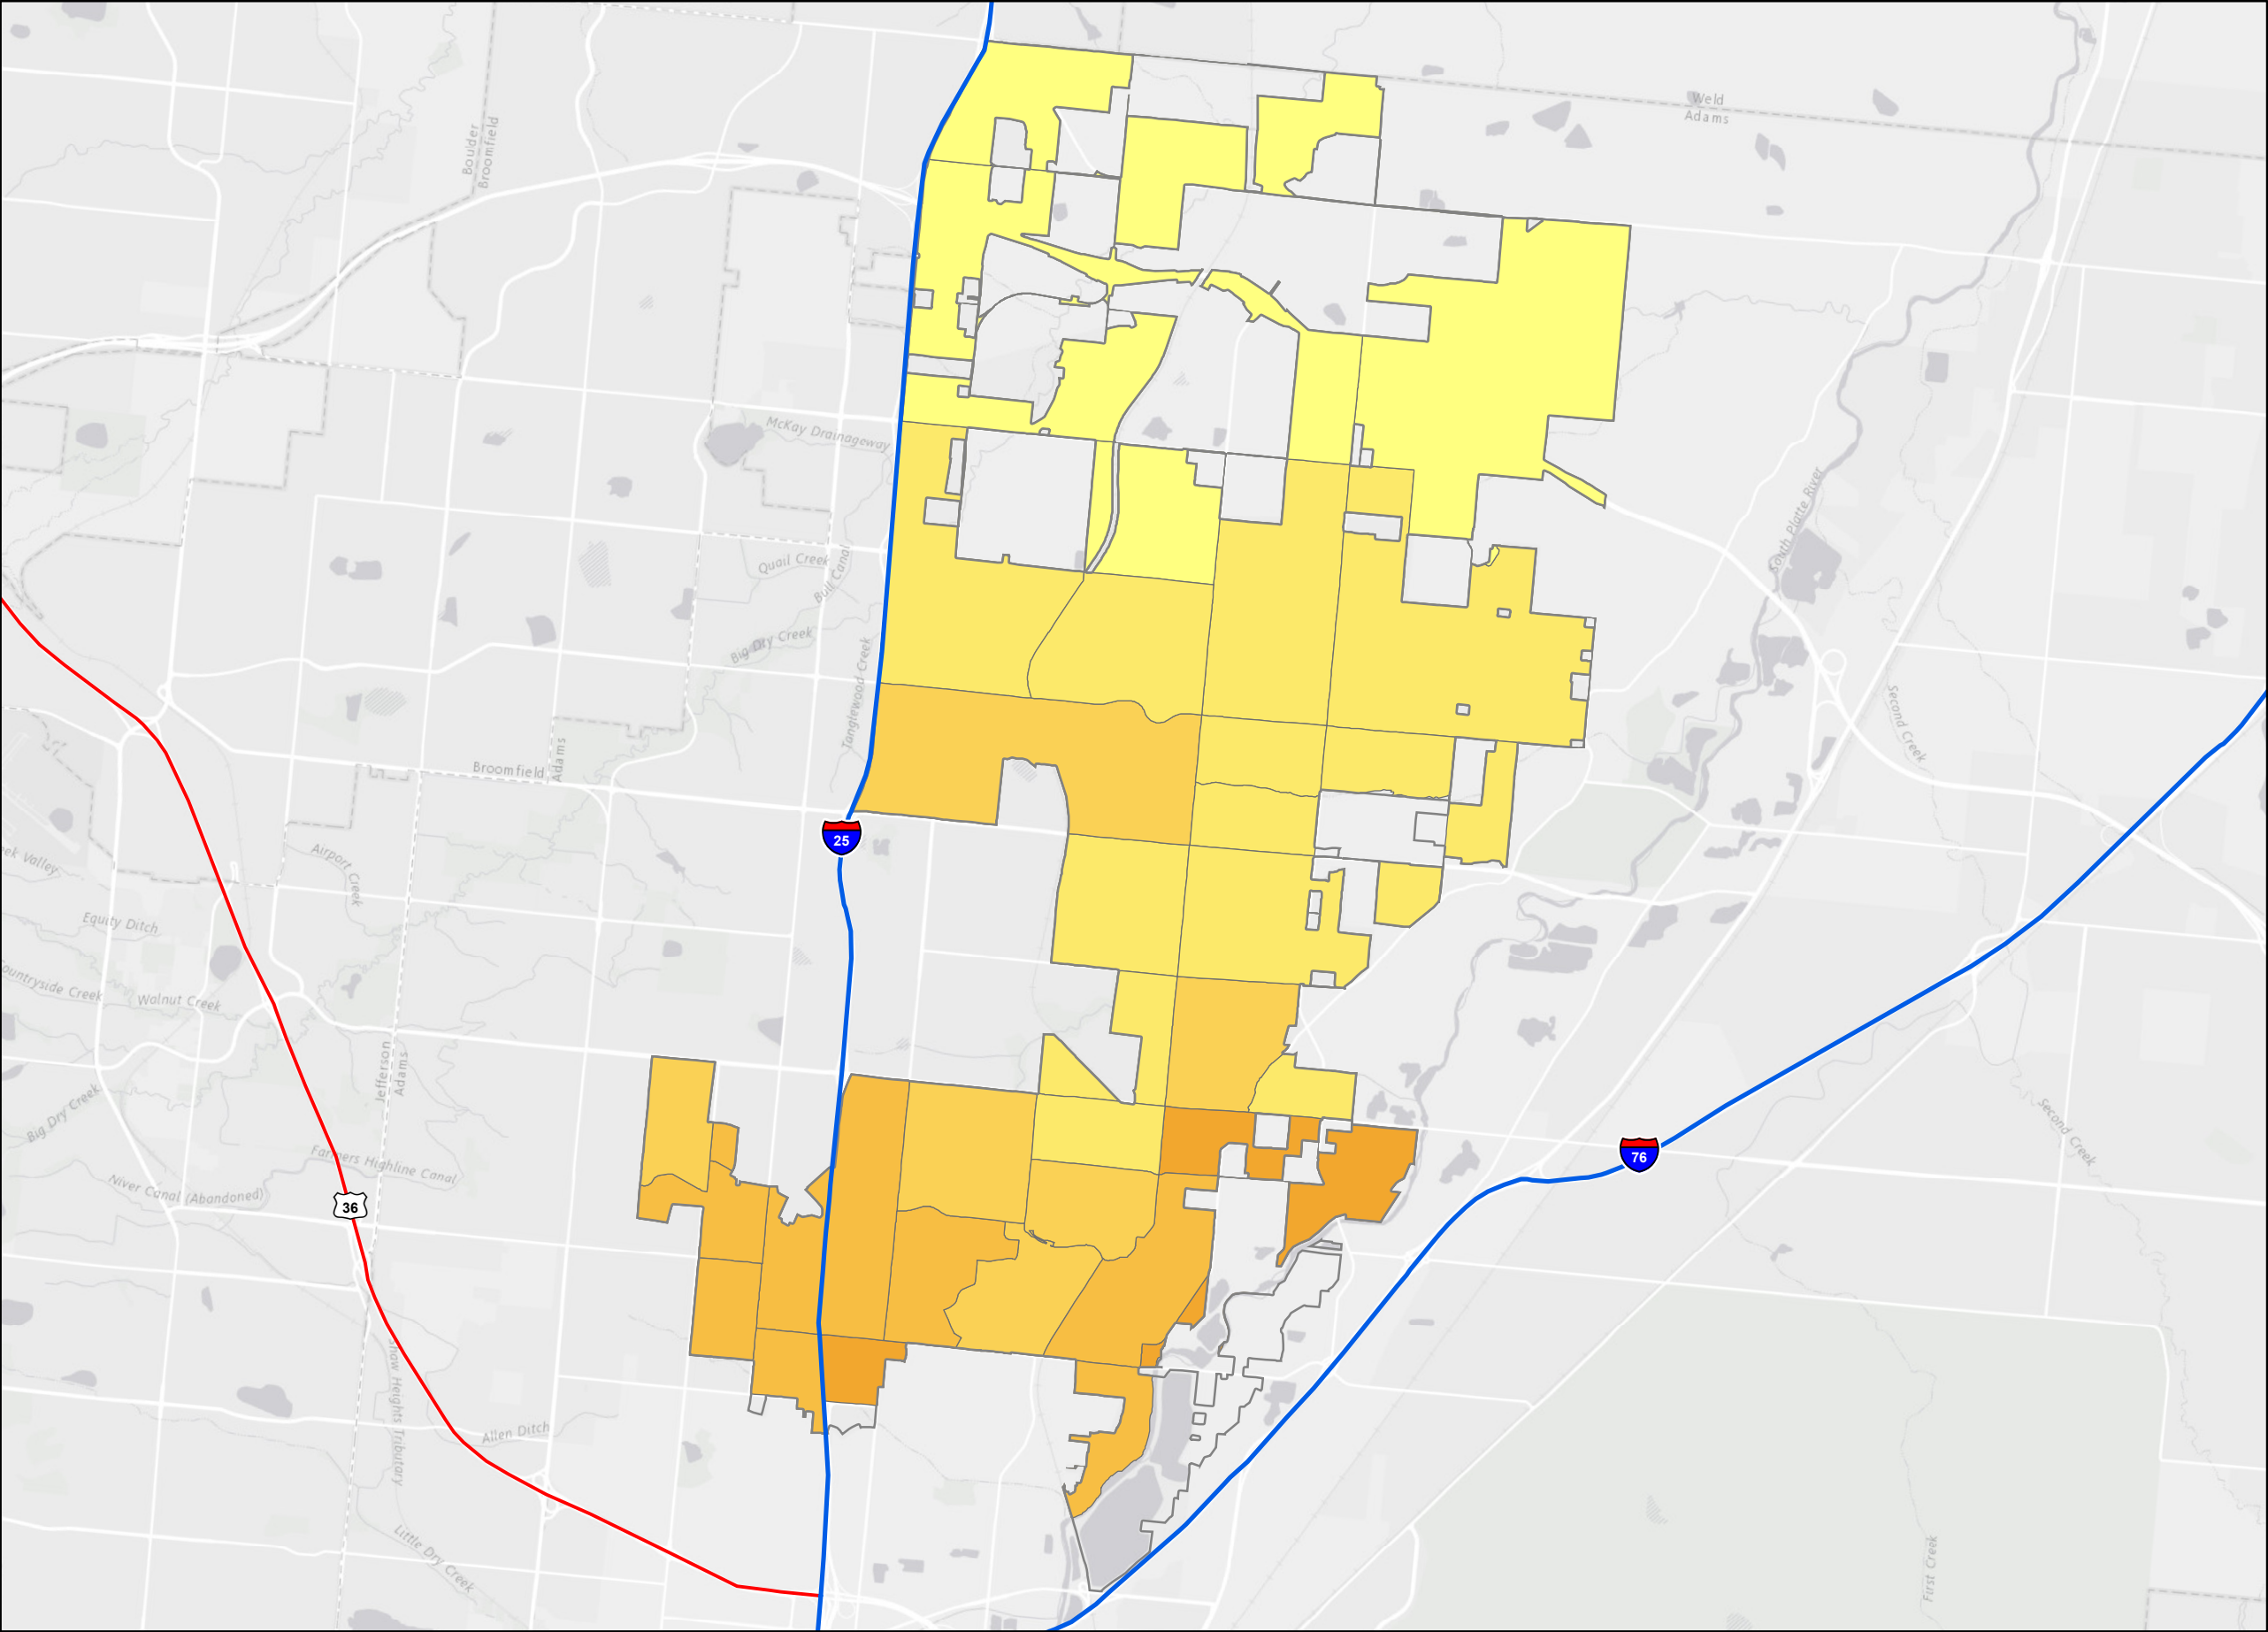 Weld
Adams
Boulder
Broomfield
McKay Drainageway
South Platte River
Quail Creek
Bull Canal
Big Dry Creek
Tanglewood Creek
Second Creek
Broomfield
Adams
25
Airport Creek
eek Valley
Equity Ditch
ountryside Creek
Walnut Creek
Jefferson
Adams
Big Dry Creek
Second Creek
76
Farmers Highline Canal
Niver Canal (Abandoned)
36
Shaw Heights Tributary
Allen Ditch
Little Dry Creek
First Creek